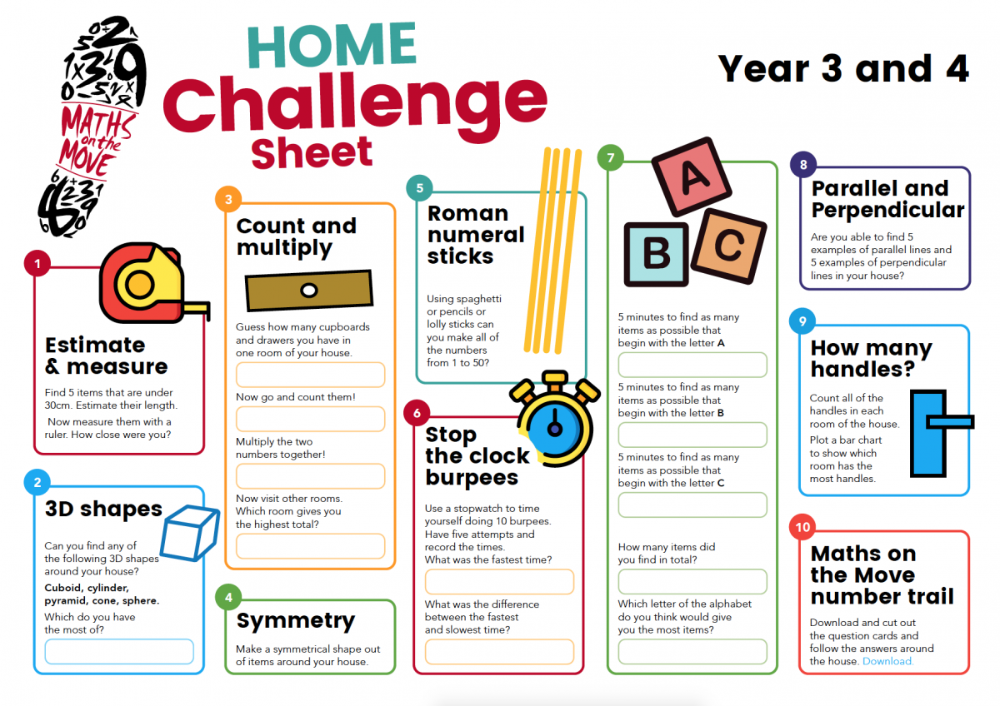 MATHS
on the
MOVE
HOME
Challenge
Sheet
Year 3 and 4
1
Estimate
& measure
Find 5 items that are under
30cm. Estimate their length.
Now measure them with a
ruler. How close were you?
2
3D shapes
Can you find any of
the following 3D shapes
around your house?
Cuboid, cylinder,
pyramid, cone, sphere.
Which do you have
the most of?
3
Count and
multiply
Guess how many cupboards
and drawers you have in
one room of your house.
Now go and count them!
Multiply the two
numbers together!
Now visit other rooms.
Which room gives you
the highest total?
4
Symmetry
Make a symmetrical shape out
of items around your house.
5
Roman
numeral
sticks
Using spaghetti
or pencils or
lolly sticks can
you make all of
the numbers
from 1 to 50?
6
Stop
the clock
burpees
Use a stopwatch to time
yourself doing 10 burpees.
Have five attempts and
record the times.
What was the fastest time?
What was the difference
between the fastest
and slowest time?
7
A
B
C
5 minutes to find as many
items as possible that
begin with the letter A
5 minutes to find as many
items as possible that
begin with the letter B
5 minutes to find as many
items as possible that
begin with the letter C
How many items did
you find in total?
Which letter of the alphabet
do you think would give
you the most items?
8
Parallel and
Perpendicular
Are you able to find 5
examples of parallel lines and
5 examples of perpendicular
lines in your house?
9
How many
handles?
Count all of the
handles in each
room of the house.
Plot a bar chart
to show which
room has the
most handles.
10
Maths on
the Move
number trail
Download and cut out
the question cards and
follow the answers around
the house. Download.